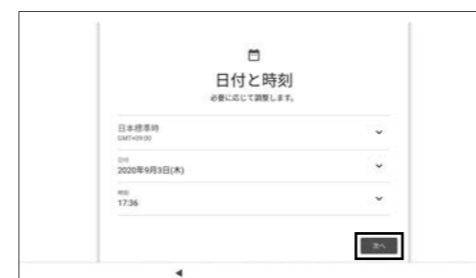 日付と時刻
必要に応じて調整します。
日本標準時
GMT+09:00
日付
2020年9月3日(木)
時刻
17:36
次へ